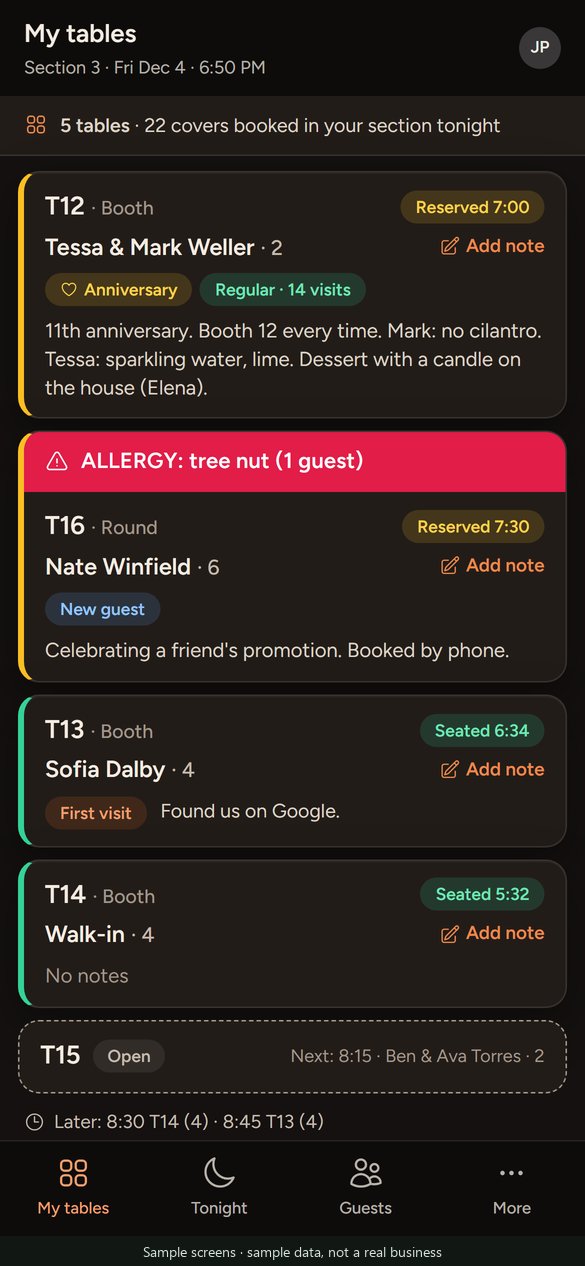 My tables
Section 3 · Fri Dec 4 · 6:50 PM
JP
5 tables · 22 covers booked in your section tonight
T12 · Booth
Reserved 7:00
Tessa & Mark Weller · 2
Add note
Anniversary
Regular · 14 visits
11th anniversary. Booth 12 every time. Mark: no cilantro.
Tessa: sparkling water, lime. Dessert with a candle on
the house (Elena).
ALLERGY: tree nut (1 guest)
T16 · Round
Reserved 7:30
Nate Winfield · 6
Add note
New guest
Celebrating a friend's promotion. Booked by phone.
T13 · Booth
Seated 6:34
Sofia Dalby · 4
Add note
First visit
Found us on Google.
T14 · Booth
Seated 5:32
Walk-in · 4
Add note
No notes
T15
Open
Next: 8:15 · Ben & Ava Torres · 2
Later: 8:30 T14 (4) · 8:45 T13 (4)
My tables
Tonight
Guests
More
Sample screens · sample data, not a real business